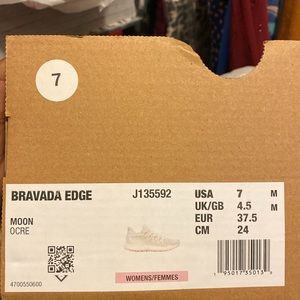 7
BRAVADA EDGE J135592
MOON
OCRE
USA 7 M
UK/GB 4.5 M
EUR 37.5
CM 24
WOMENS/FEMMES
4700550600